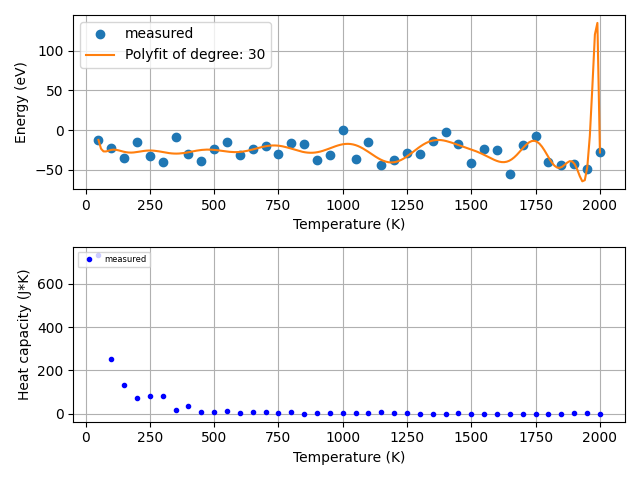 100
50
0
−50
Energy (eV)
measured
Polyfit of degree: 30
0 250 500 750 1000 1250 1500 1750 2000
Temperature (K)
600
400
200
0
Heat capacity (J*K)
measured
0 250 500 750 1000 1250 1500 1750 2000
Temperature (K)